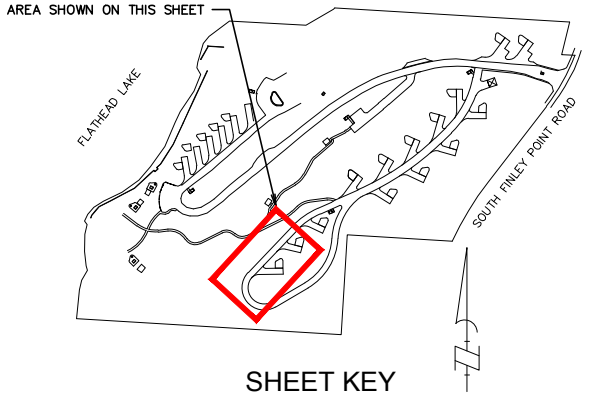 AREA SHOWN ON THIS SHEET
FLATHEAD LAKE
SOUTH FINLEY POINT ROAD
SHEET KEY